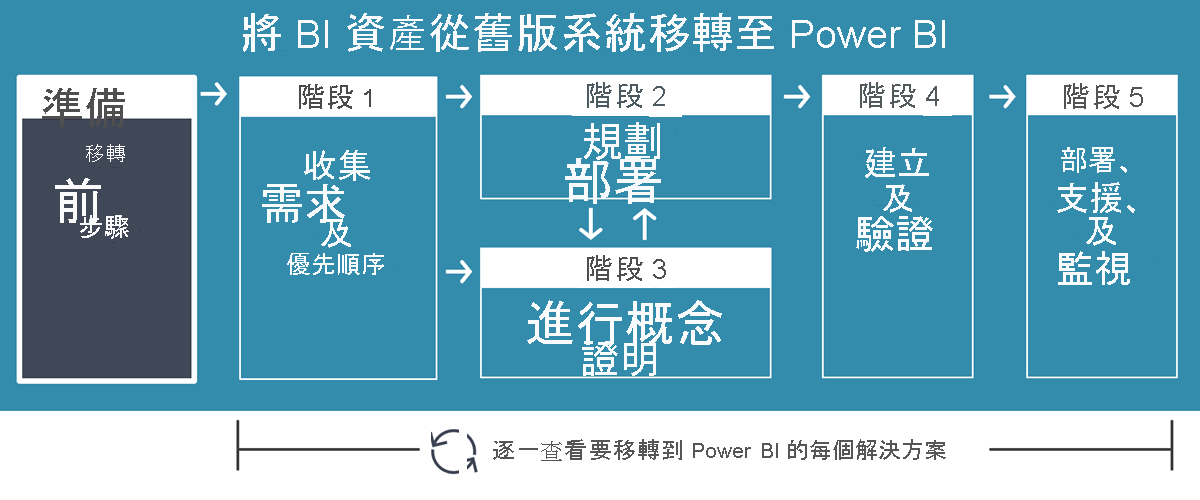 將 BI 資產從舊版系統移轉至 Power BI
準備
移轉
前
步驟
階段 1
收集
需求
及
優先順序
階段 2
規劃
部署
階段 3
進行概念
證明
階段 4
建立
及
驗證
階段 5
部署、
支援、
及
監視
逐一查看要移轉到 Power BI 的每個解決方案